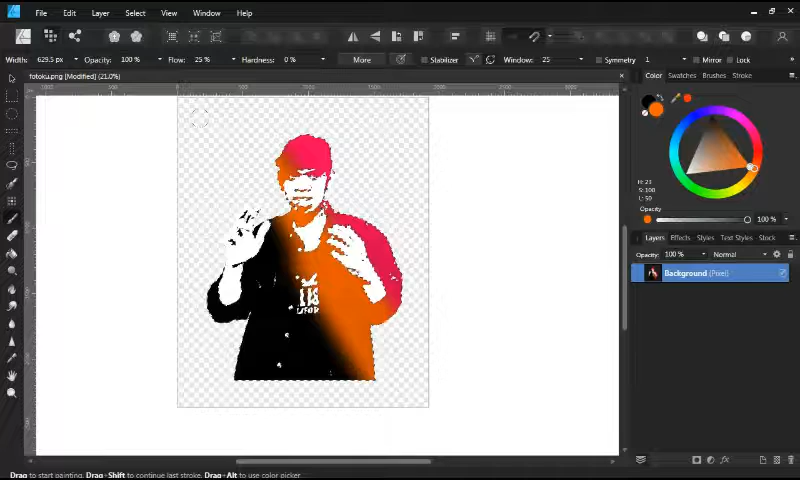 File Edit Layer Select View Window Help
Width: 629.5 px Opacity: 100 % Flow: 25 % Hardness: 0 % More Stabilizer Window: 25 Symmetry 1 Mirror Lock
fotoku.png [Modified] (21.0%)
Color Swatches Brushes Stroke
H: 23
S: 100
L: 50
Opacity
100 %
Layers Effects Styles Text Styles Stock
Opacity: 100 % Normal
Background (Pixel)
Drag to start painting. Drag+Shift to continue last stroke. Drag+Alt to use color picker.